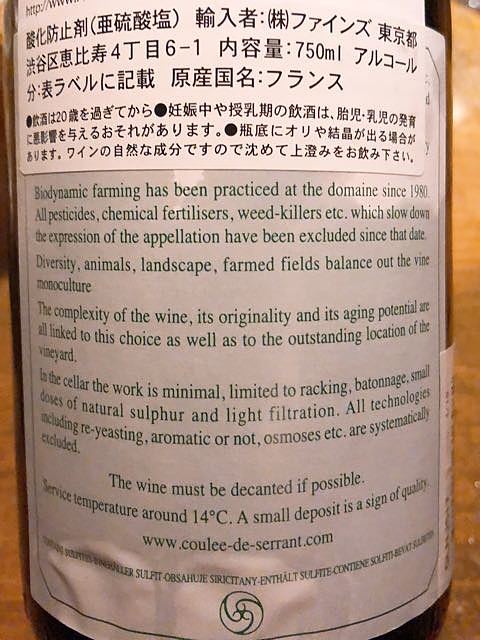 http://www.
酸化防止剤(亜硫酸塩) 輸入者:㈱ファインズ 東京都
渋谷区恵比寿4丁目6-1 内容量:750ml アルコール
分:表ラベルに記載 原産国名:フランス
●飲酒は20歳を過ぎてから●妊娠中や授乳期の飲酒は、胎児・乳児の発育
に悪影響を与えるおそれがあります。●瓶底にオリや結晶が出る場合が
あります。ワインの自然な成分ですので沈めて上澄みをお飲み下さい。
Biodynamic farming has been practiced at the domaine since 1980.
All pesticides, chemical fertilisers, weed-killers etc. which slow down
the expression of the appellation have been excluded since that date.
Diversity, animals, landscape, farmed fields balance out the vine
monoculture
The complexity of the wine, its originality and its aging potential are
all linked to this choice as well as to the outstanding location of the
vineyard.
In the cellar the work is minimal, limited to racking, batonnage, small
doses of natural sulphur and light filtration. All technologies
including re-yeasting, aromatic or not, osmoses etc. are systematically
excluded.
The wine must be decanted if possible.
Service temperature around 14°C. A small deposit is a sign of quality.
www.coulee-de-serrant.com
SULFITES-INNEHÅLLER SULFIT-OBSAHUJE SIRICITANY-ENTHÄLT SULFITE-CONTIENE SOLFITI-BEVAT